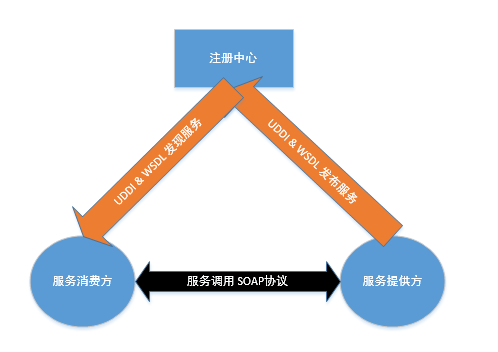 注册中心
UDDI & WSDL 发现服务
UDDI & WSDL 发布服务
服务消费方
服务调用 SOAP协议
服务提供方